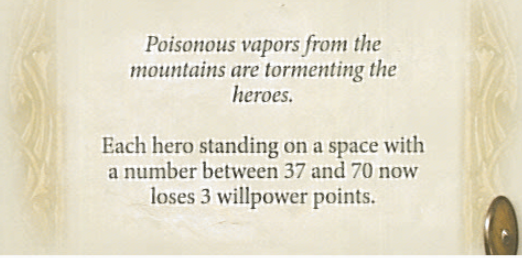 Poisonous vapors from the
mountains are tormenting the
heroes.
Each hero standing on a space with
a number between 37 and 70 now
loses 3 willpower points.